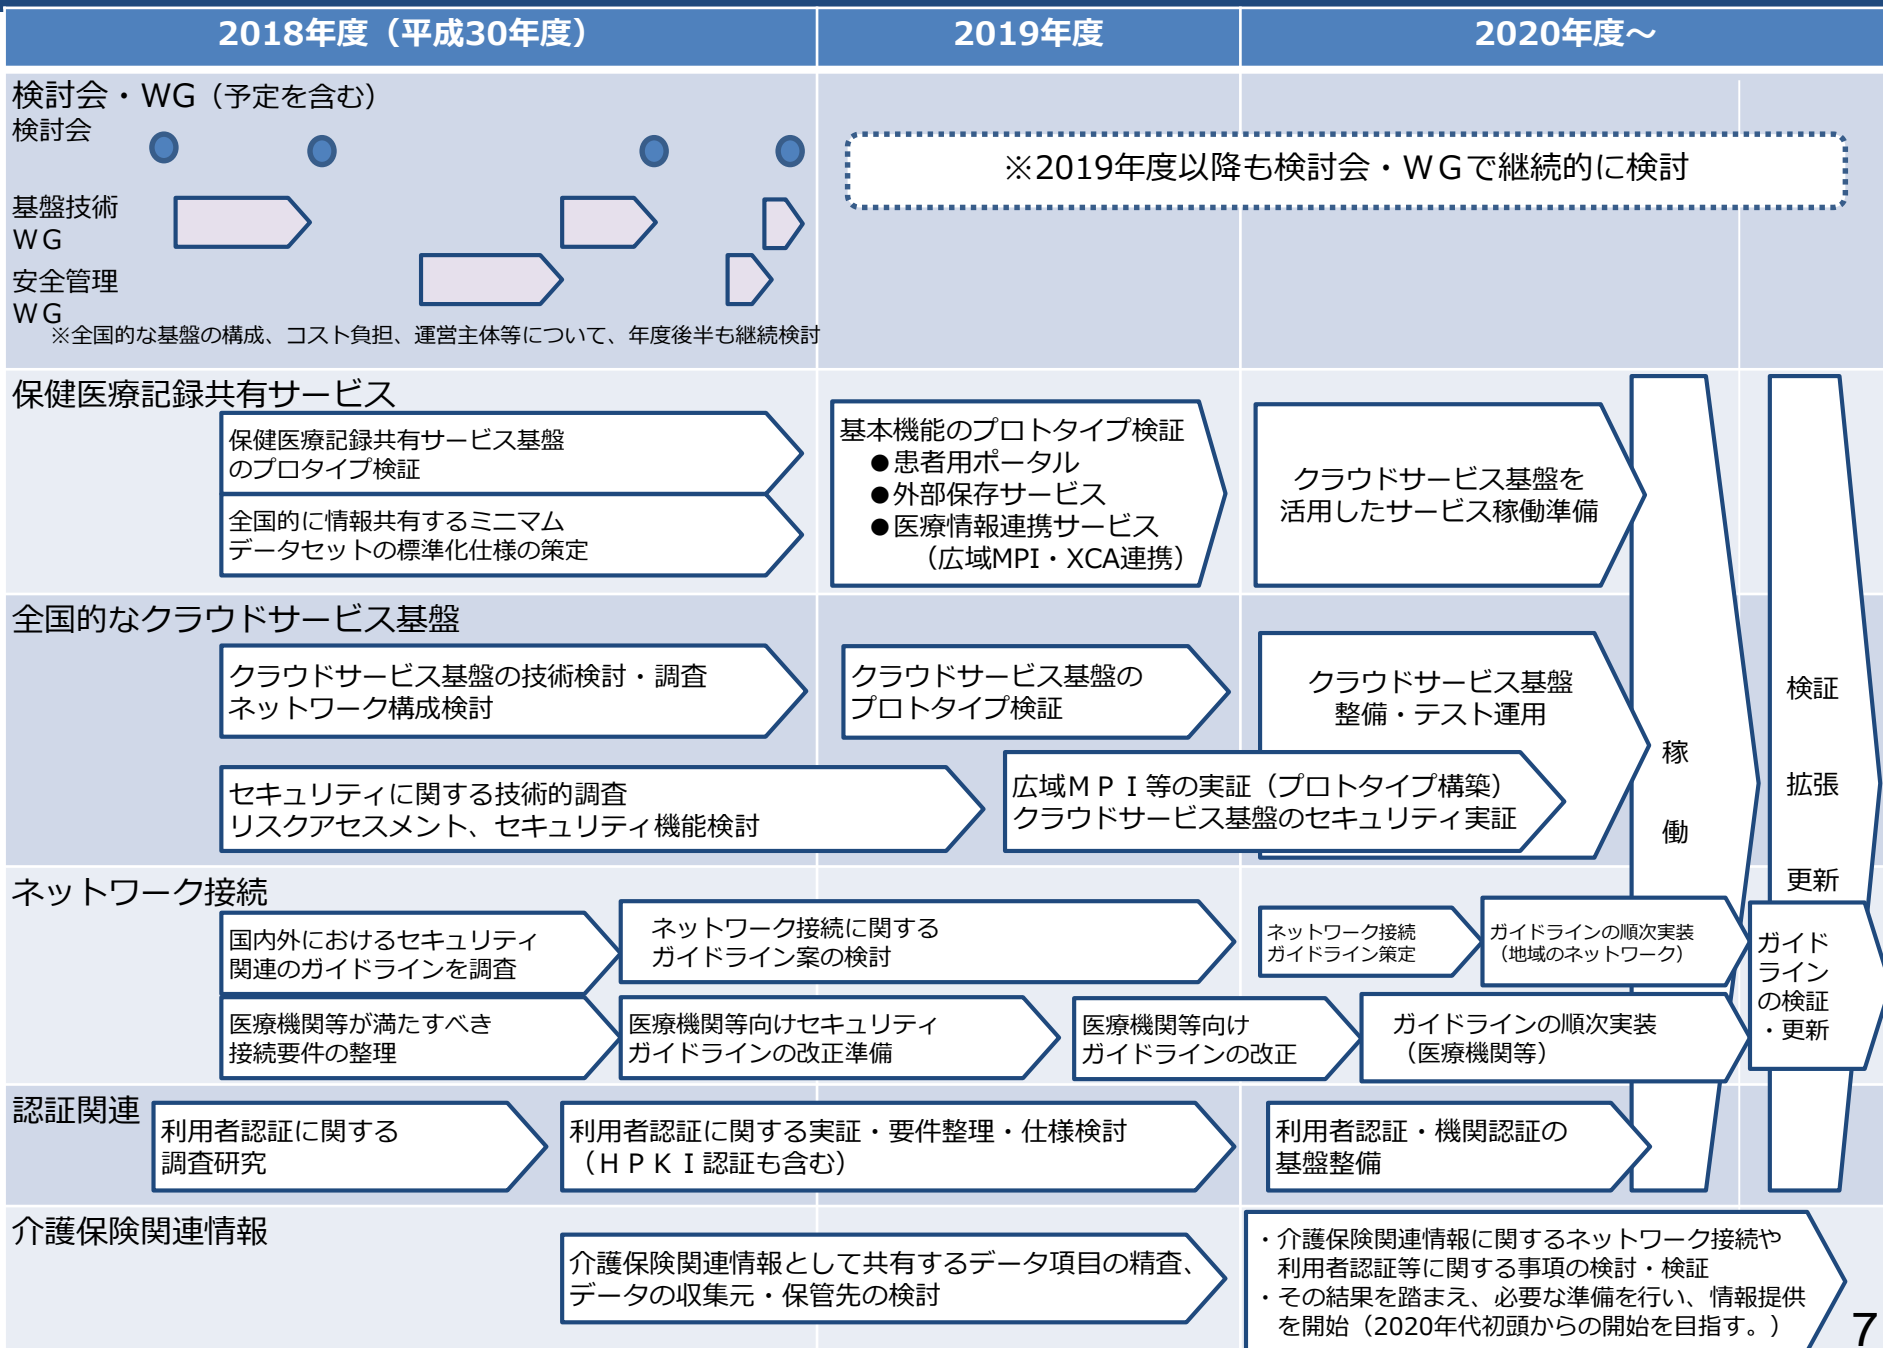 2018年度（平成30年度）
2019年度
2020年度～
検討会・WG（予定を含む）
検討会
※2019年度以降も検討会・ＷＧで継続的に検討
基盤技術
ＷＧ
安全管理
ＷＧ
※全国的な基盤の構成、コスト負担、運営主体等について、年度後半も継続検討
保健医療記録共有サービス
保健医療記録共有サービス基盤
のプロタイプ検証
全国的に情報共有するミニマム
データセットの標準化仕様の策定
基本機能のプロトタイプ検証
●患者用ポータル
●外部保存サービス
●医療情報連携サービス
（広域MPI・XCA連携）
クラウドサービス基盤を
活用したサービス稼働準備
全国的なクラウドサービス基盤
クラウドサービス基盤の技術検討・調査
ネットワーク構成検討
クラウドサービス基盤の
プロトタイプ検証
クラウドサービス基盤
整備・テスト運用
セキュリティに関する技術的調査
リスクアセスメント、セキュリティ機能検討
広域ＭＰＩ等の実証（プロトタイプ構築）
クラウドサービス基盤のセキュリティ実証
稼
働
検証
拡張
更新
ネットワーク接続
国内外におけるセキュリティ
関連のガイドラインを調査
ネットワーク接続に関する
ガイドライン案の検討
ネットワーク接続
ガイドライン策定
ガイドラインの順次実装
（地域のネットワーク）
ガイド
ライン
の検証
・更新
医療機関等が満たすべき
接続要件の整理
医療機関等向けセキュリティ
ガイドラインの改正準備
医療機関等向け
ガイドラインの改正
ガイドラインの順次実装
（医療機関等）
認証関連
利用者認証に関する
調査研究
利用者認証に関する実証・要件整理・仕様検討
（ＨＰＫＩ認証も含む）
利用者認証・機関認証の
基盤整備
介護保険関連情報
介護保険関連情報として共有するデータ項目の精査、
データの収集元・保管先の検討
・介護保険関連情報に関するネットワーク接続や
利用者認証等に関する事項の検討・検証
・その結果を踏まえ、必要な準備を行い、情報提供
を開始（2020年代初頭からの開始を目指す。）
7